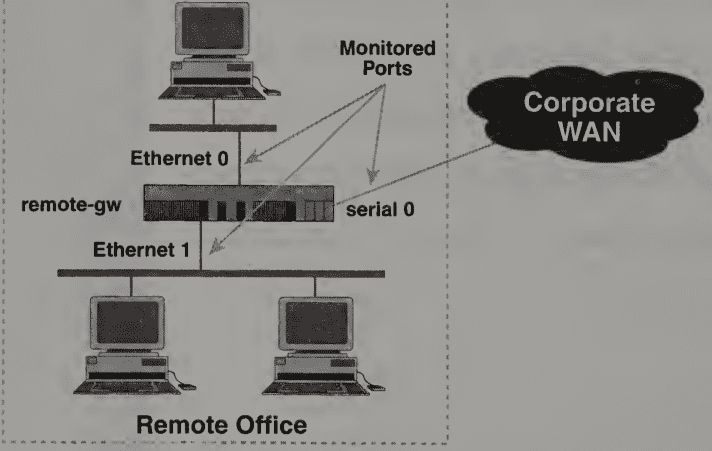 Monitored
Ports
Corporate
WAN
Ethernet 0
remote-gw
serial 0
Ethernet 1
Remote Office